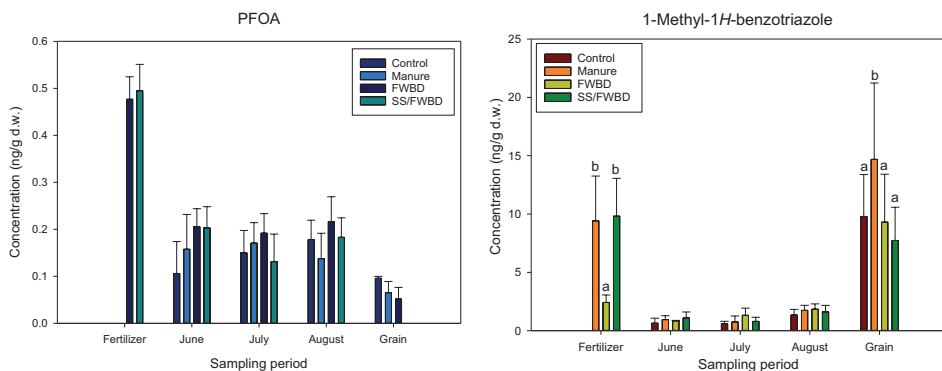 PFOA
0.6
0.5
0.4
0.3
0.2
0.1
0.0
Concentration (ng/g d.w.)
Control
Manure
FWBD
SS/FWBD
Fertilizer June July August Grain
Sampling period
1-Methyl-1H-benzotriazole
25
20
15
10
5
0
Concentration (ng/g d.w.)
Control
Manure
FWBD
SS/FWBD
b
a
b
a
b
a
a
Fertilizer June July August Grain
Sampling period